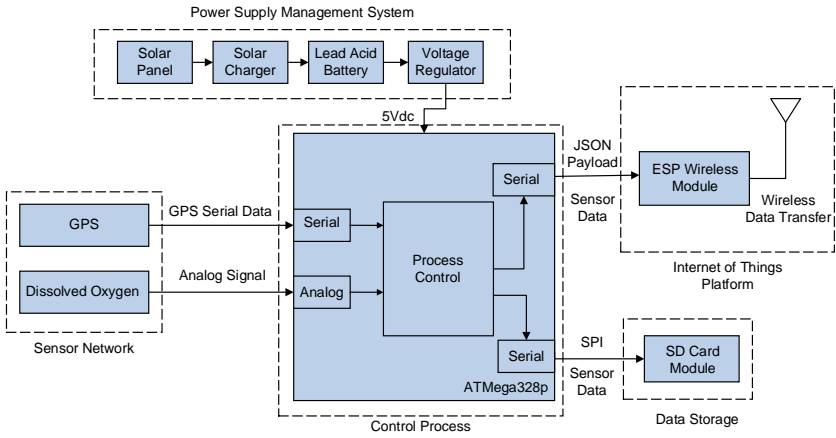 Power Supply Management System
Solar
Panel
Solar
Charger
Lead Acid
Battery
Voltage
Regulator
5Vdc
JSON
Payload
Sensor
Data
ESP Wireless
Module
Wireless
Data Transfer
Internet of Things
Platform
GPS
GPS Serial Data
Serial
Serial
Process
Control
Dissolved Oxygen
Analog Signal
Analog
Sensor Network
Serial
ATMega328p
Control Process
SPI
Sensor
Data
SD Card
Module
Data Storage